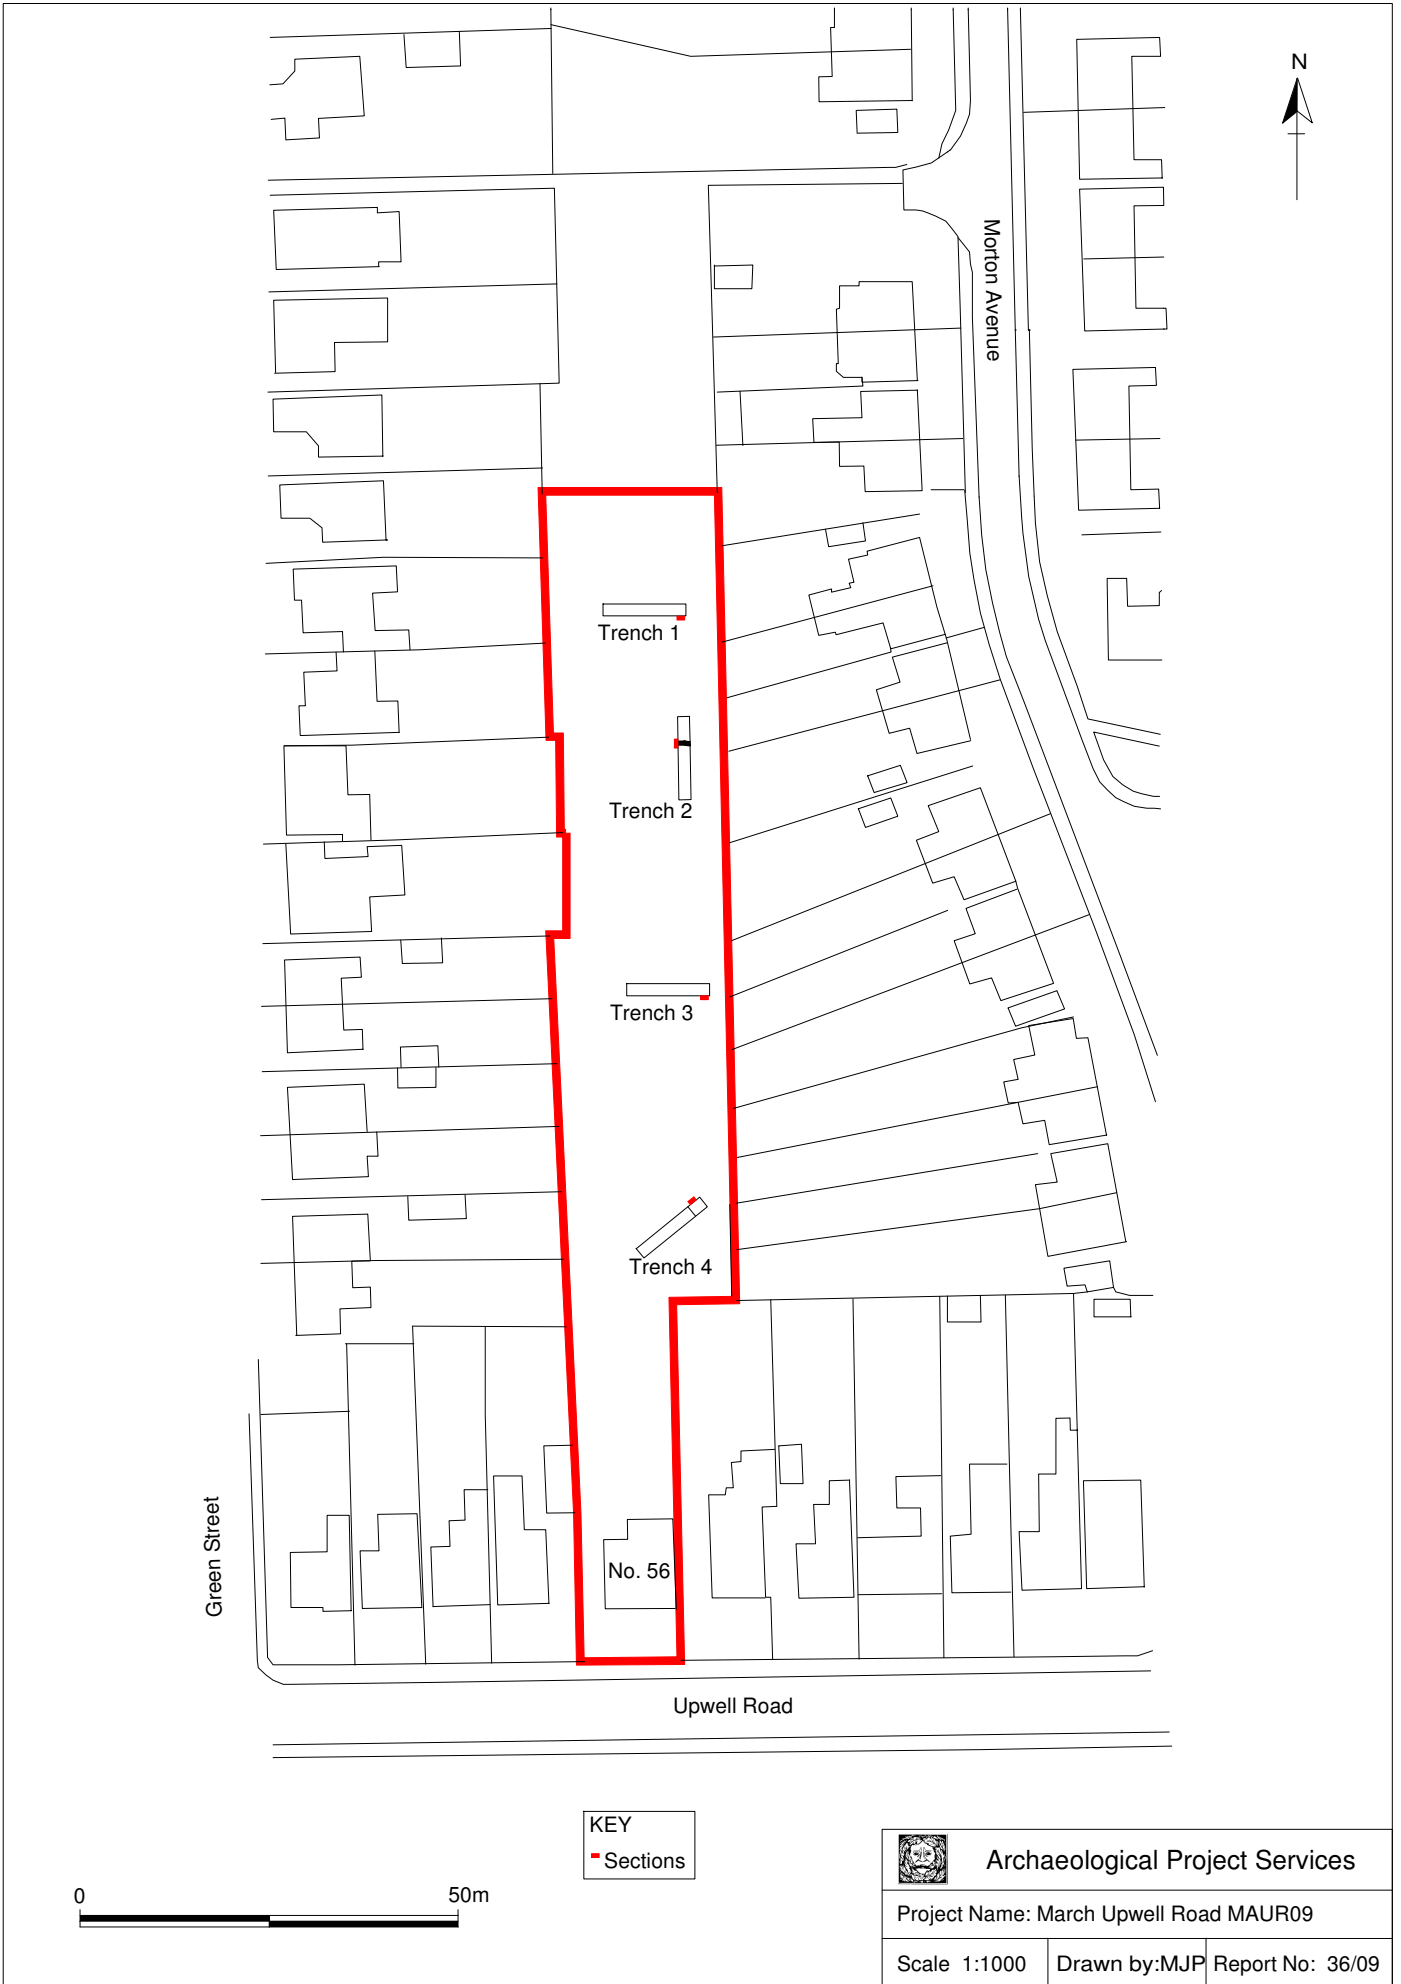 N
Morton Avenue
Trench 1
Trench 2
Trench 3
Trench 4
Green Street
No. 56
Upwell Road
KEY
Sections
0 50m
Archaeological Project Services
Project Name: March Upwell Road MAUR09
Scale 1:1000 Drawn by:MJP Report No: 36/09